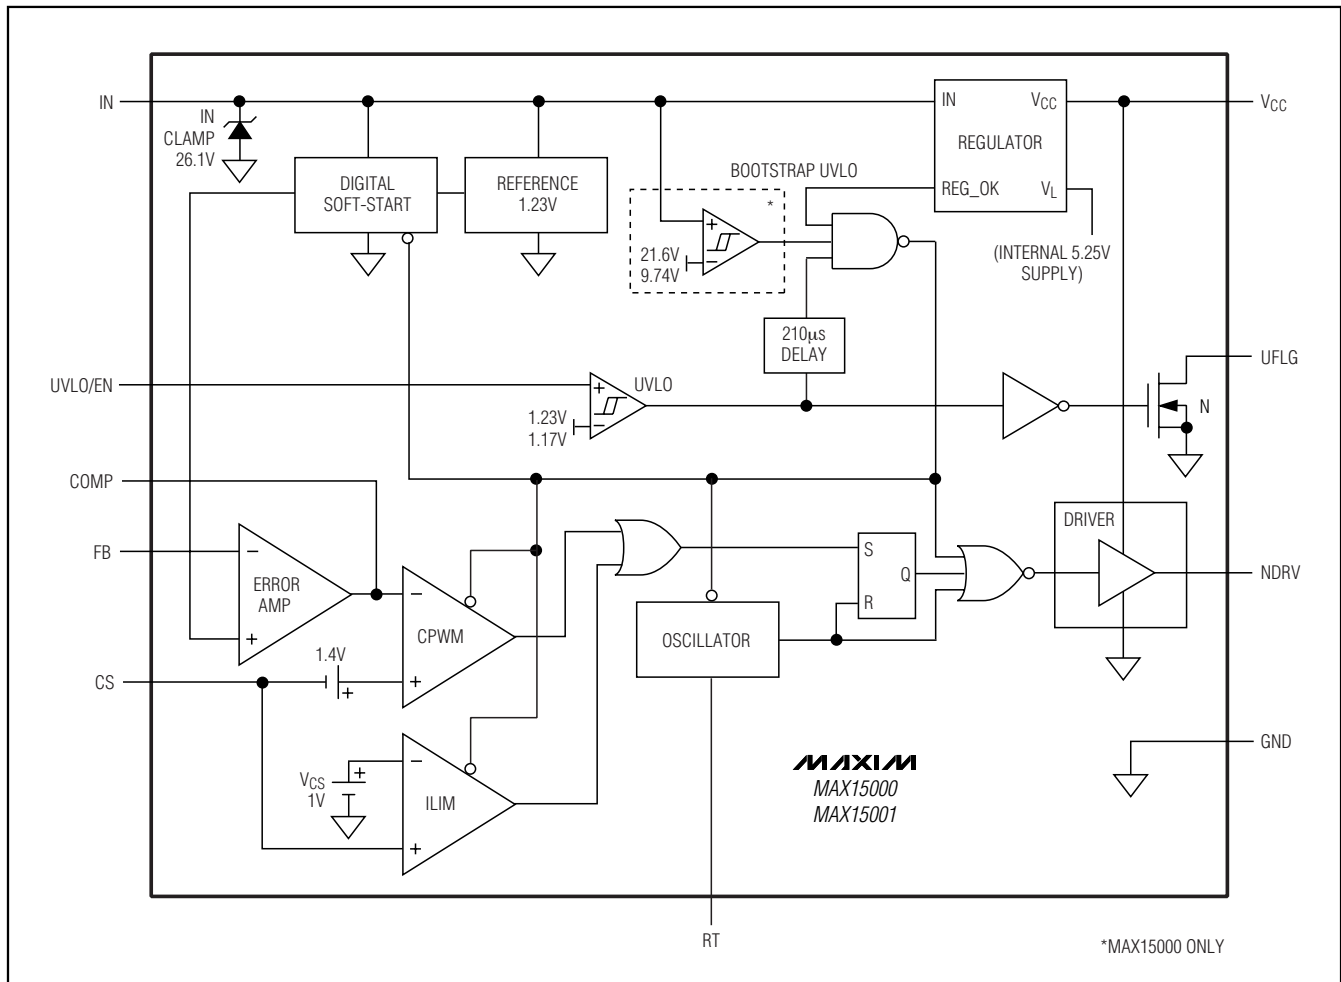 IN
IN
CLAMP
26.1V
DIGITAL
SOFT-START
REFERENCE
1.23V
BOOTSTRAP UVLO
*
+
−
21.6V
9.74V
IN
VCC
REGULATOR
REG_OK
VL
VCC
(INTERNAL 5.25V
SUPPLY)
210µs
DELAY
UVLO/EN
UVLO
+
−
1.23V
1.17V
UFLG
N
COMP
FB
−
ERROR
AMP
+
−
CPWM
+
1.4V
+
CS
S
Q
R
OSCILLATOR
DRIVER
NDRV
VCS
1V
+
−
ILIM
+
GND
MAXIM
MAX15000
MAX15001
RT
*MAX15000 ONLY